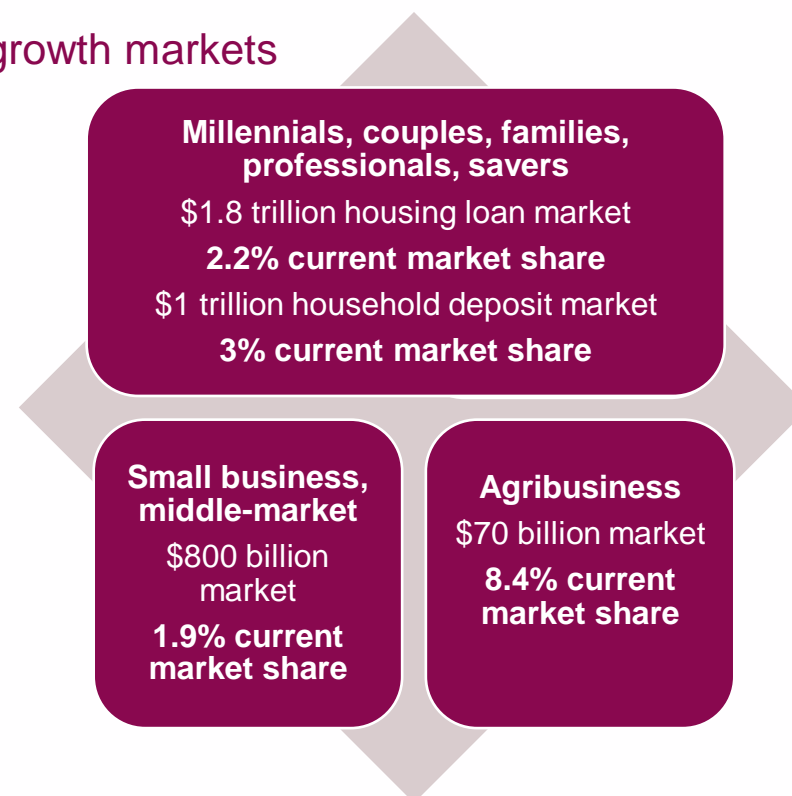 growth markets
Millennials, couples, families,
professionals, savers
$1.8 trillion housing loan market
2.2% current market share
$1 trillion household deposit market
3% current market share
Small business,
middle-market
$800 billion
market
1.9% current
market share
Agribusiness
$70 billion market
8.4% current
market share